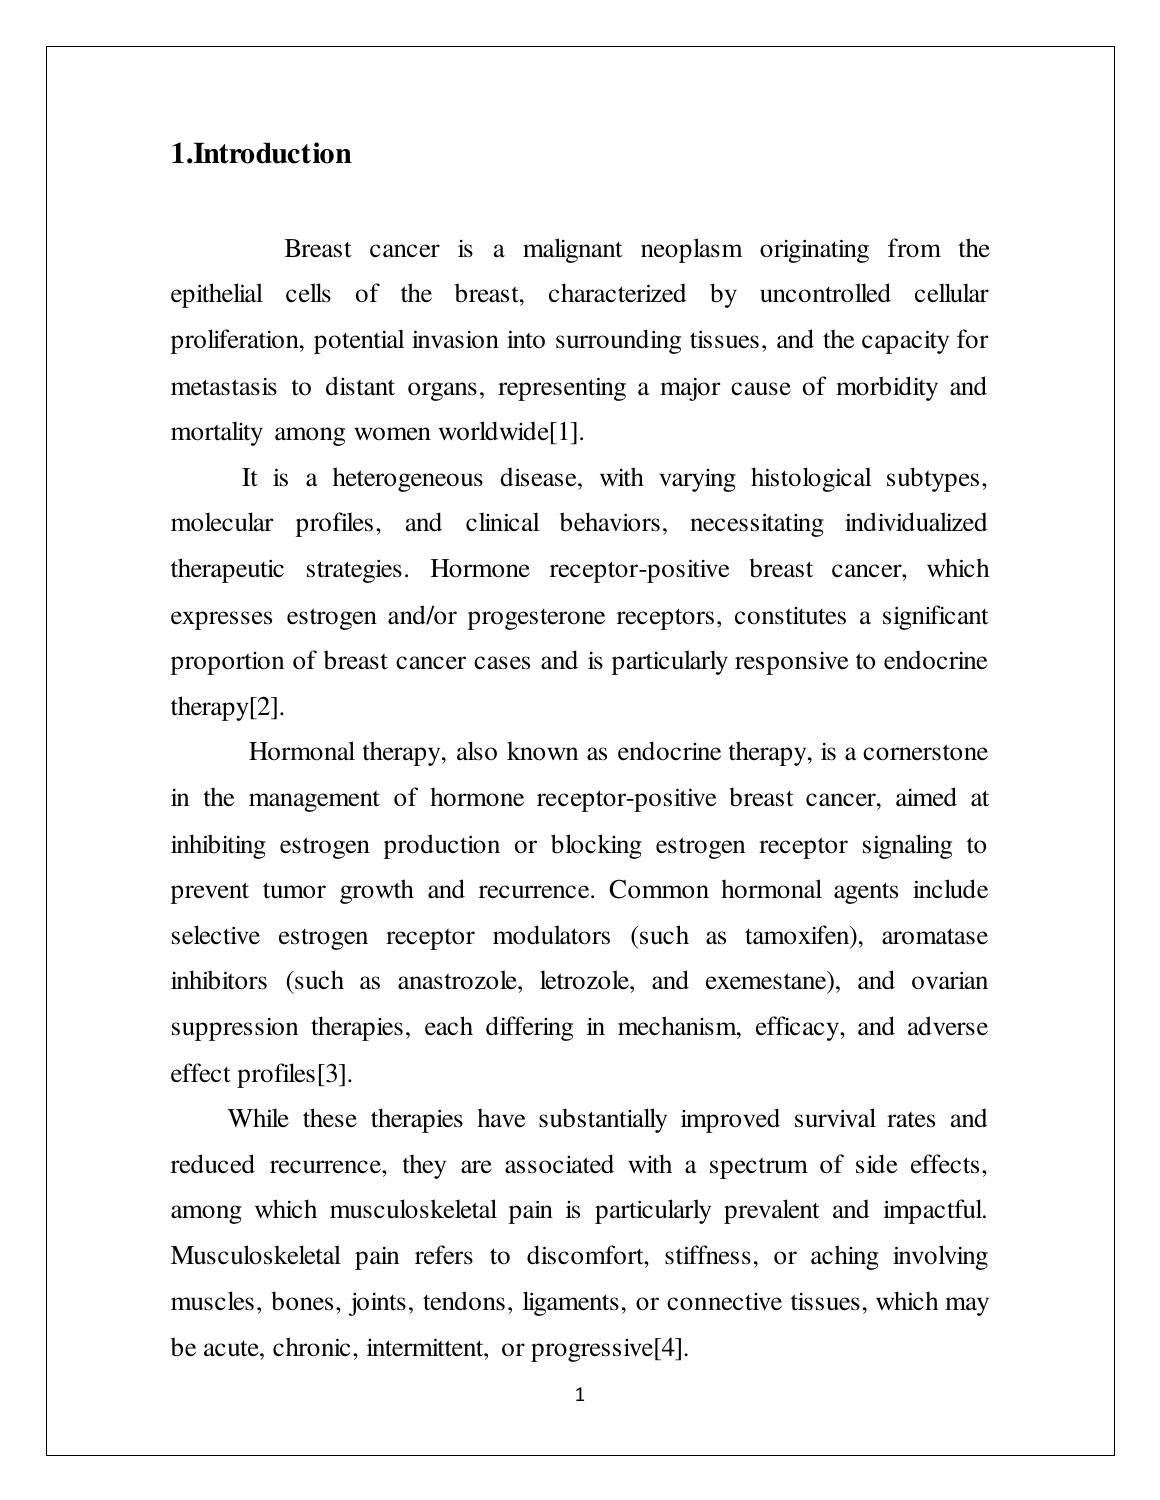 1.Introduction
Breast cancer is a malignant neoplasm originating from the
epithelial cells of the breast, characterized by uncontrolled cellular
proliferation, potential invasion into surrounding tissues, and the capacity for
metastasis to distant organs, representing a major cause of morbidity and
mortality among women worldwide[1].
It is a heterogeneous disease, with varying histological subtypes,
molecular profiles, and clinical behaviors, necessitating individualized
therapeutic strategies. Hormone receptor-positive breast cancer, which
expresses estrogen and/or progesterone receptors, constitutes a significant
proportion of breast cancer cases and is particularly responsive to endocrine
therapy[2].
Hormonal therapy, also known as endocrine therapy, is a cornerstone
in the management of hormone receptor-positive breast cancer, aimed at
inhibiting estrogen production or blocking estrogen receptor signaling to
prevent tumor growth and recurrence. Common hormonal agents include
selective estrogen receptor modulators (such as tamoxifen), aromatase
inhibitors (such as anastrozole, letrozole, and exemestane), and ovarian
suppression therapies, each differing in mechanism, efficacy, and adverse
effect profiles[3].
While these therapies have substantially improved survival rates and
reduced recurrence, they are associated with a spectrum of side effects,
among which musculoskeletal pain is particularly prevalent and impactful.
Musculoskeletal pain refers to discomfort, stiffness, or aching involving
muscles, bones, joints, tendons, ligaments, or connective tissues, which may
be acute, chronic, intermittent, or progressive[4].
1